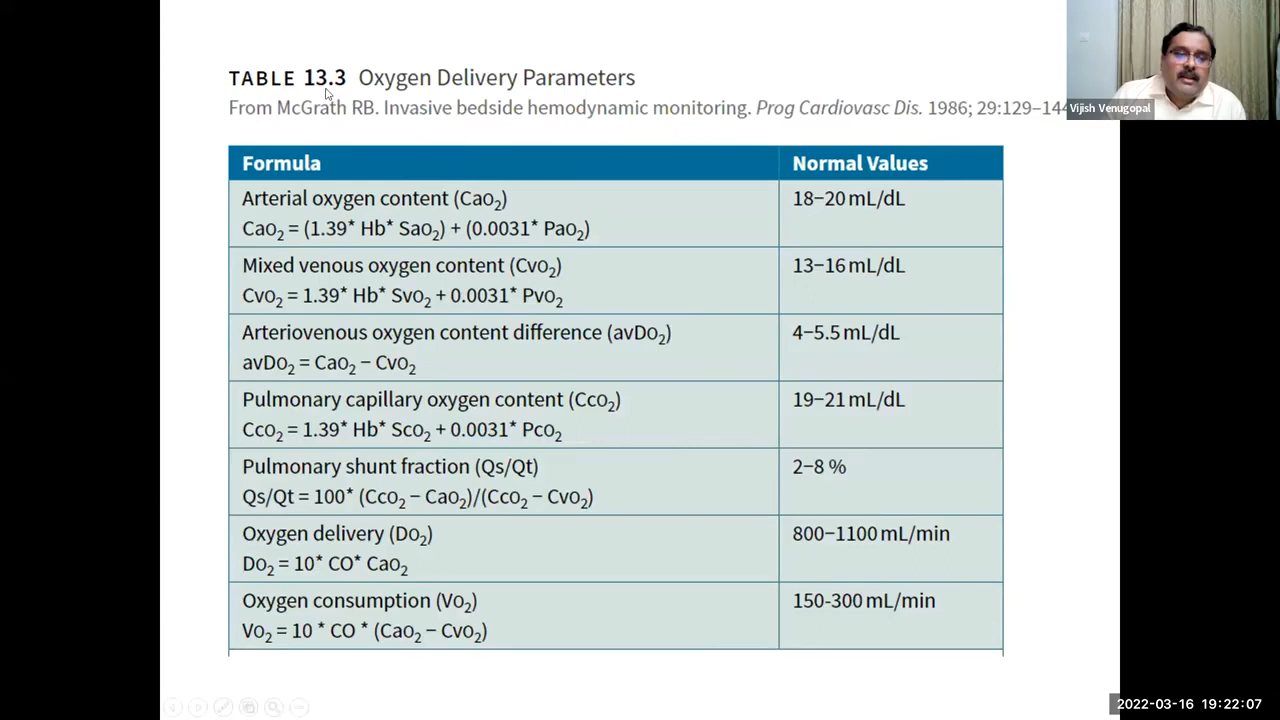 TABLE 13.3 Oxygen Delivery Parameters
From McGrath RB. Invasive bedside hemodynamic monitoring. Prog Cardiovasc Dis. 1986; 29:129–144
Vijish Venugopal
Formula Normal Values
Arterial oxygen content (CaO₂) 18–20 mL/dL
CaO₂ = (1.39* Hb* SaO₂) + (0.0031* PaO₂)
Mixed venous oxygen content (CvO₂) 13–16 mL/dL
CvO₂ = 1.39* Hb* SvO₂ + 0.0031* PvO₂
Arteriovenous oxygen content difference (avDO₂) 4–5.5 mL/dL
avDO₂ = CaO₂ − CvO₂
Pulmonary capillary oxygen content (CcO₂) 19–21 mL/dL
CcO₂ = 1.39* Hb* ScO₂ + 0.0031* PcO₂
Pulmonary shunt fraction (Qs/Qt) 2–8 %
Qs/Qt = 100* (CcO₂ − CaO₂)/(CcO₂ − CvO₂)
Oxygen delivery (DO₂) 800–1100 mL/min
DO₂ = 10* CO* CaO₂
Oxygen consumption (VO₂) 150-300 mL/min
VO₂ = 10 * CO * (CaO₂ − CvO₂)
2022-03-16 19:22:07